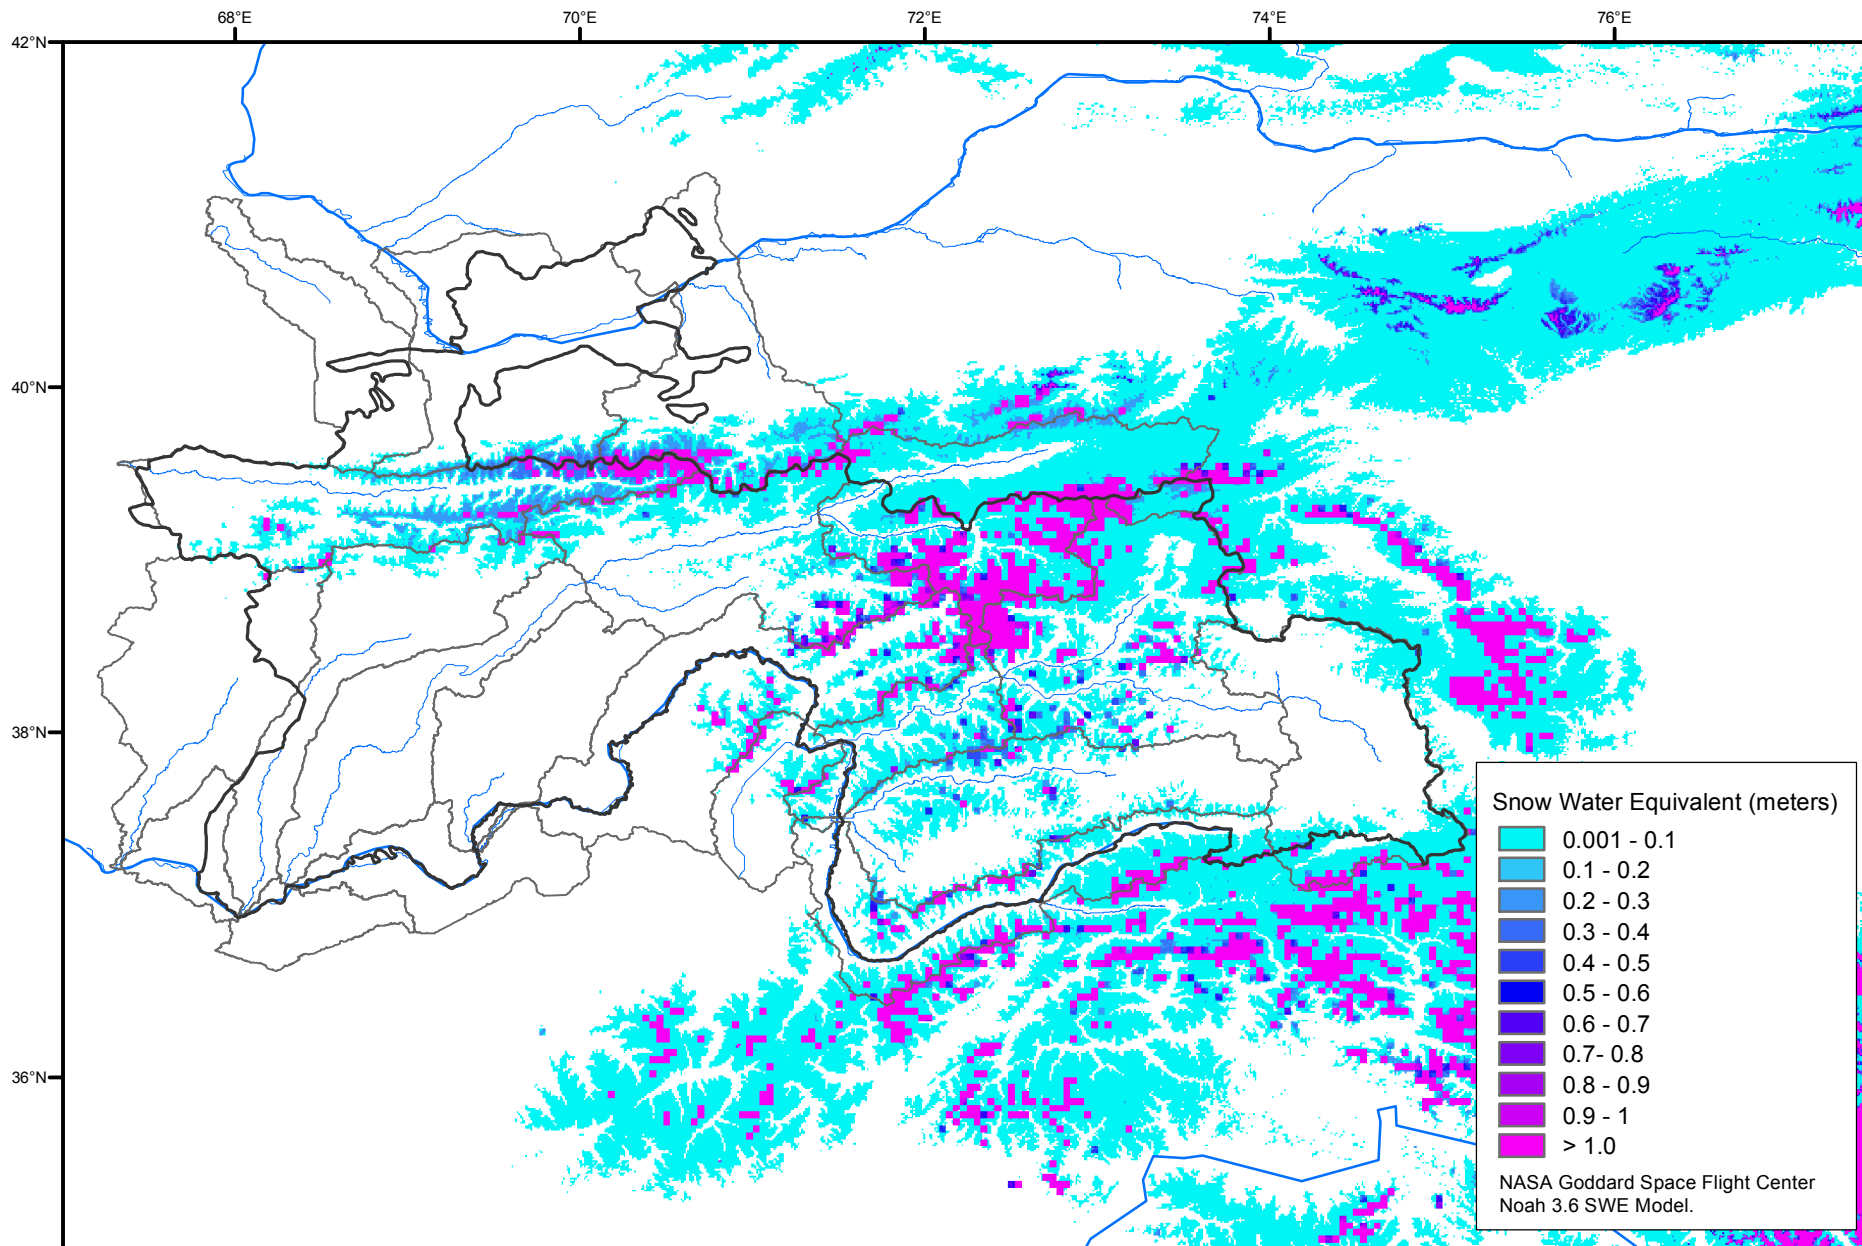 68°E 70°E 72°E 74°E 76°E
42°N
40°N
38°N
36°N
Snow Water Equivalent (meters)
0.001 - 0.1
0.1 - 0.2
0.2 - 0.3
0.3 - 0.4
0.4 - 0.5
0.5 - 0.6
0.6 - 0.7
0.7- 0.8
0.8 - 0.9
0.9 - 1
> 1.0
NASA Goddard Space Flight Center
Noah 3.6 SWE Model.